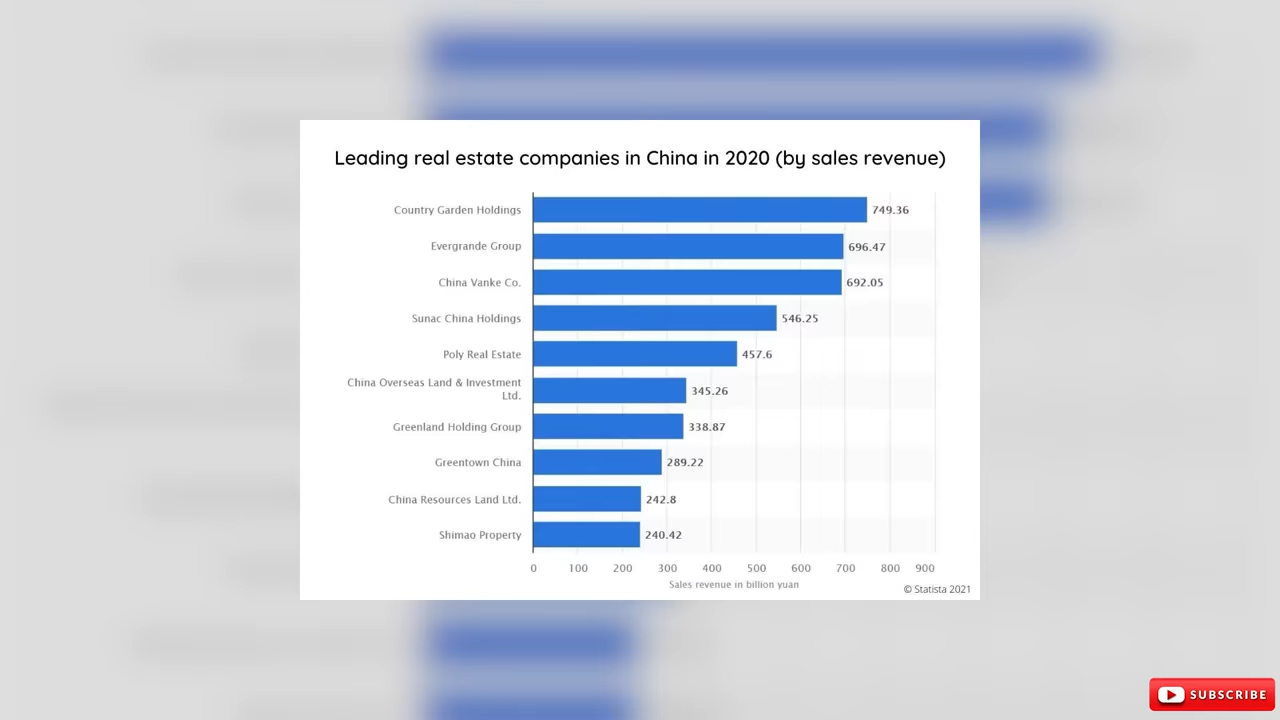 Leading real estate companies in China in 2020 (by sales revenue)
Country Garden Holdings 749.36
Evergrande Group 696.47
China Vanke Co. 692.05
Sunac China Holdings 546.25
Poly Real Estate 457.6
China Overseas Land & Investment
Ltd. 345.26
Greenland Holding Group 338.87
Greentown China 289.22
China Resources Land Ltd. 242.8
Shimao Property 240.42
0 100 200 300 400 500 600 700 800 900
Sales revenue in billion yuan
© Statista 2021
SUBSCRIBE